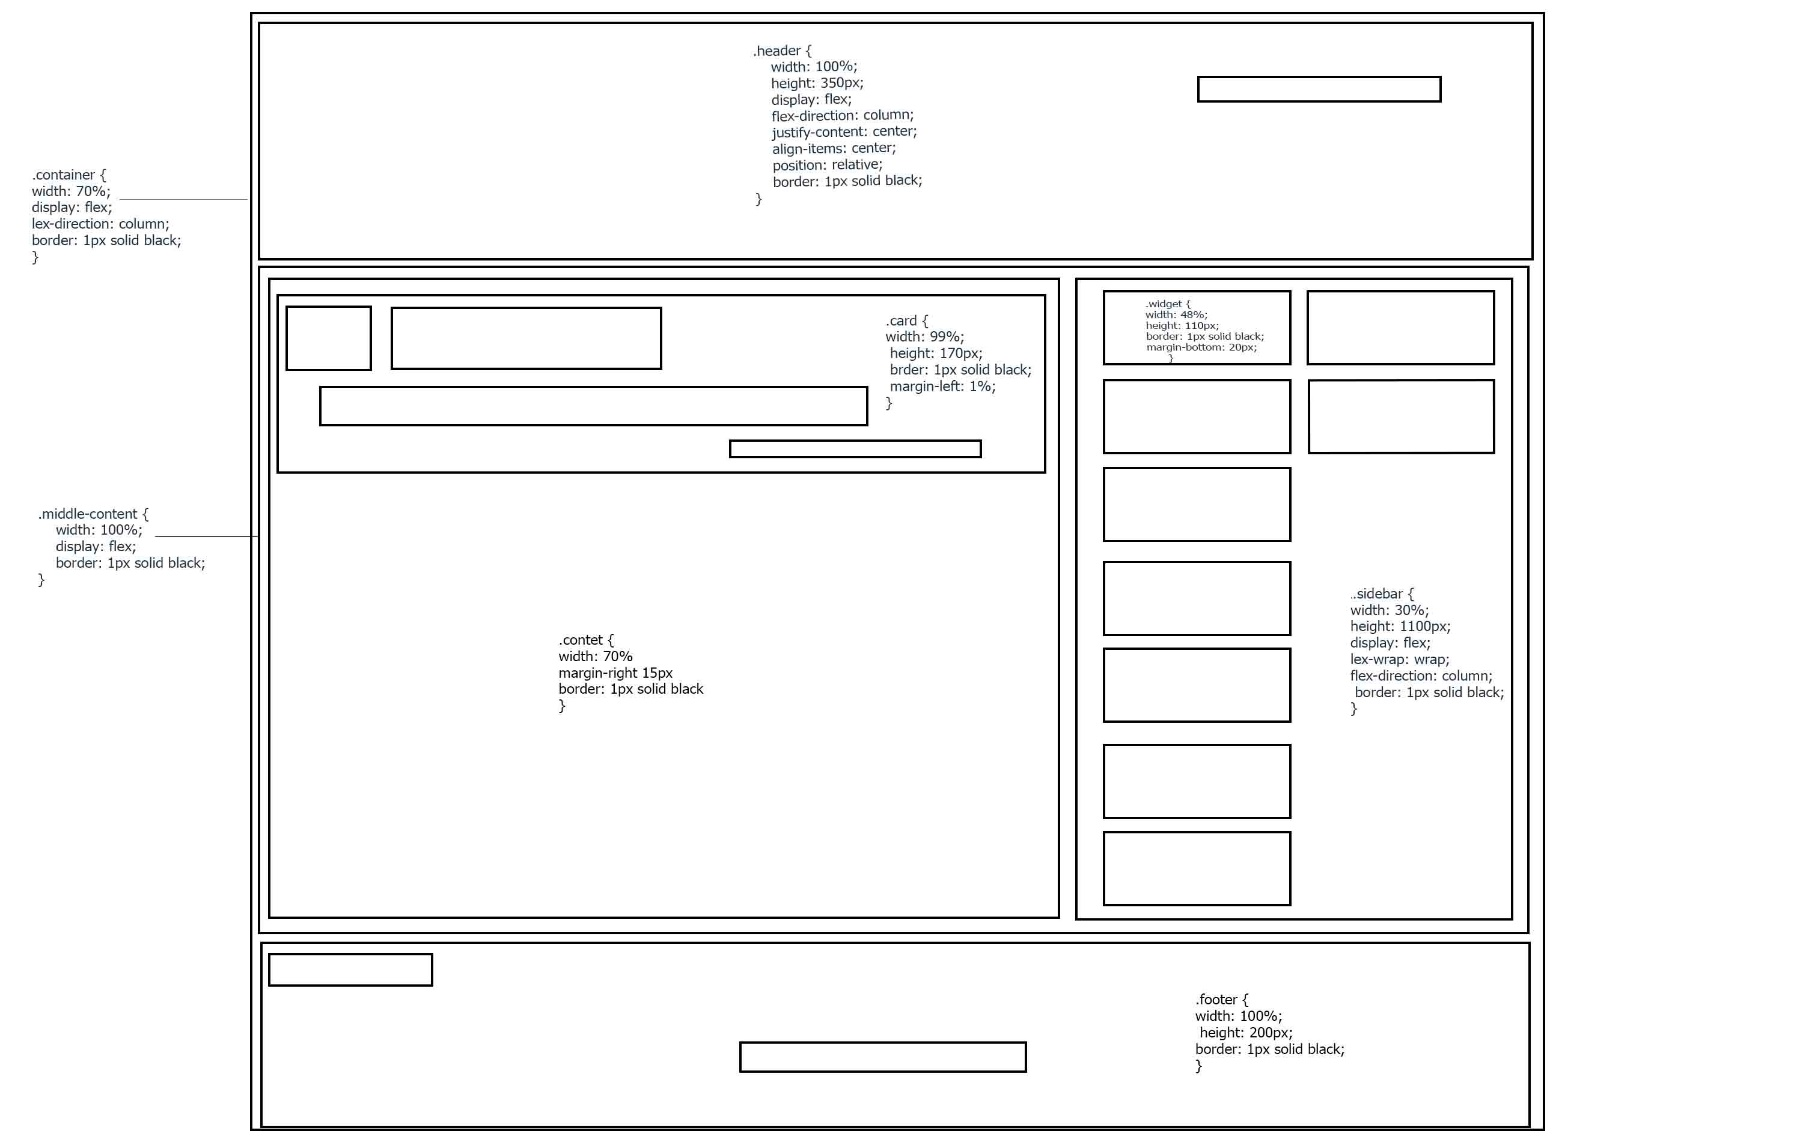 .header {
width: 100%;
height: 350px;
display: flex;
flex-direction: column;
justify-content: center;
align-items: center;
position: relative;
border: 1px solid black;
}
.container {
width: 70%;
display: flex;
lex-direction: column;
border: 1px solid black;
}
.widget {
width: 48%;
height: 110px;
border: 1px solid black;
margin-bottom: 20px;
}
.card {
width: 99%;
height: 170px;
brder: 1px solid black;
margin-left: 1%;
}
.middle-content {
width: 100%;
display: flex;
border: 1px solid black;
}
.contet {
width: 70%
margin-right 15px
border: 1px solid black
}
..sidebar {
width: 30%;
height: 1100px;
display: flex;
lex-wrap: wrap;
flex-direction: column;
border: 1px solid black;
}
.footer {
width: 100%;
height: 200px;
border: 1px solid black;
}